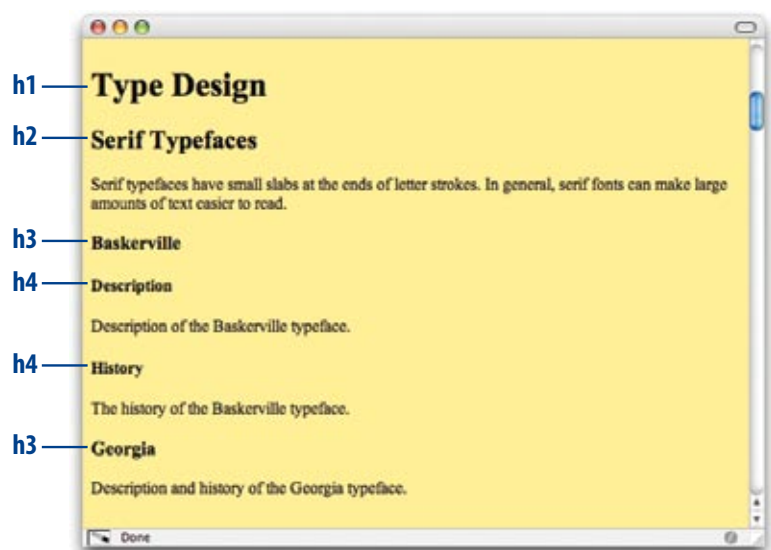 h1 Type Design
h2 Serif Typefaces
Serif typefaces have small slabs at the ends of letter strokes. In general, serif fonts can make large
amounts of text easier to read.
h3 Baskerville
h4 Description
Description of the Baskerville typeface.
h4 History
The history of the Baskerville typeface.
h3 Georgia
Description and history of the Georgia typeface.
Done